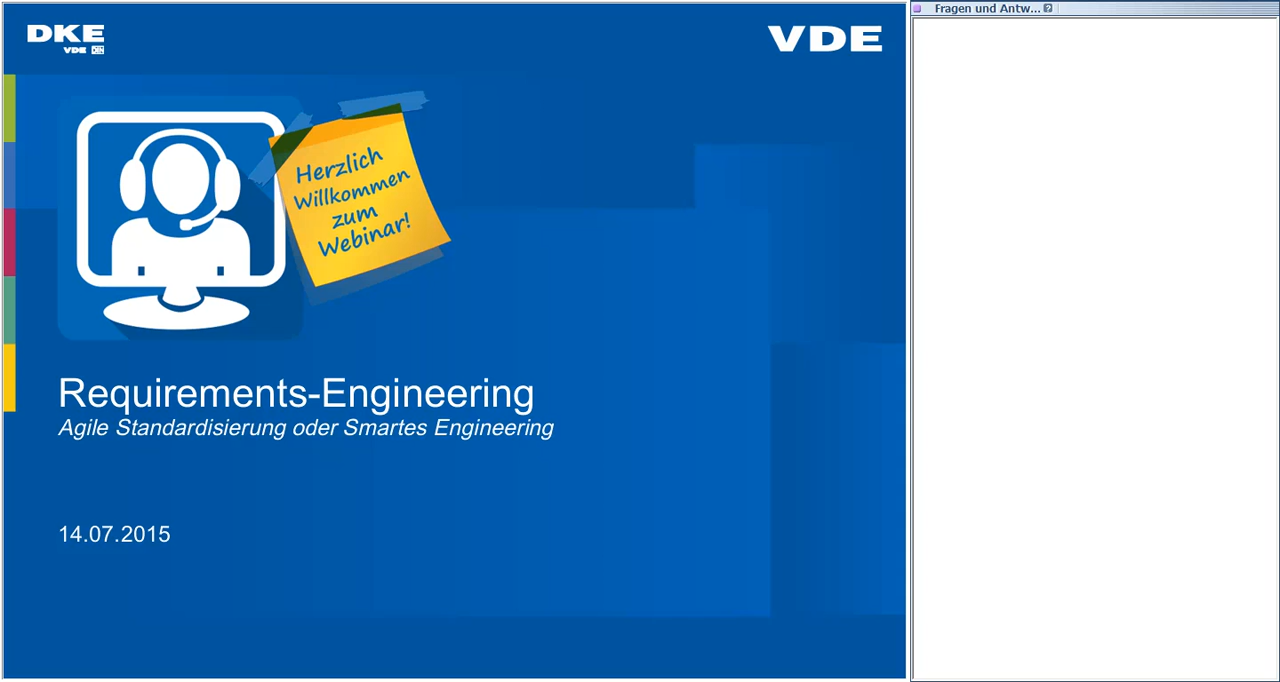 DKE
VDE DIN
VDE
Fragen und Antw...
Herzlich
Willkommen
zum
Webinar!
Requirements-Engineering
Agile Standardisierung oder Smartes Engineering
14.07.2015